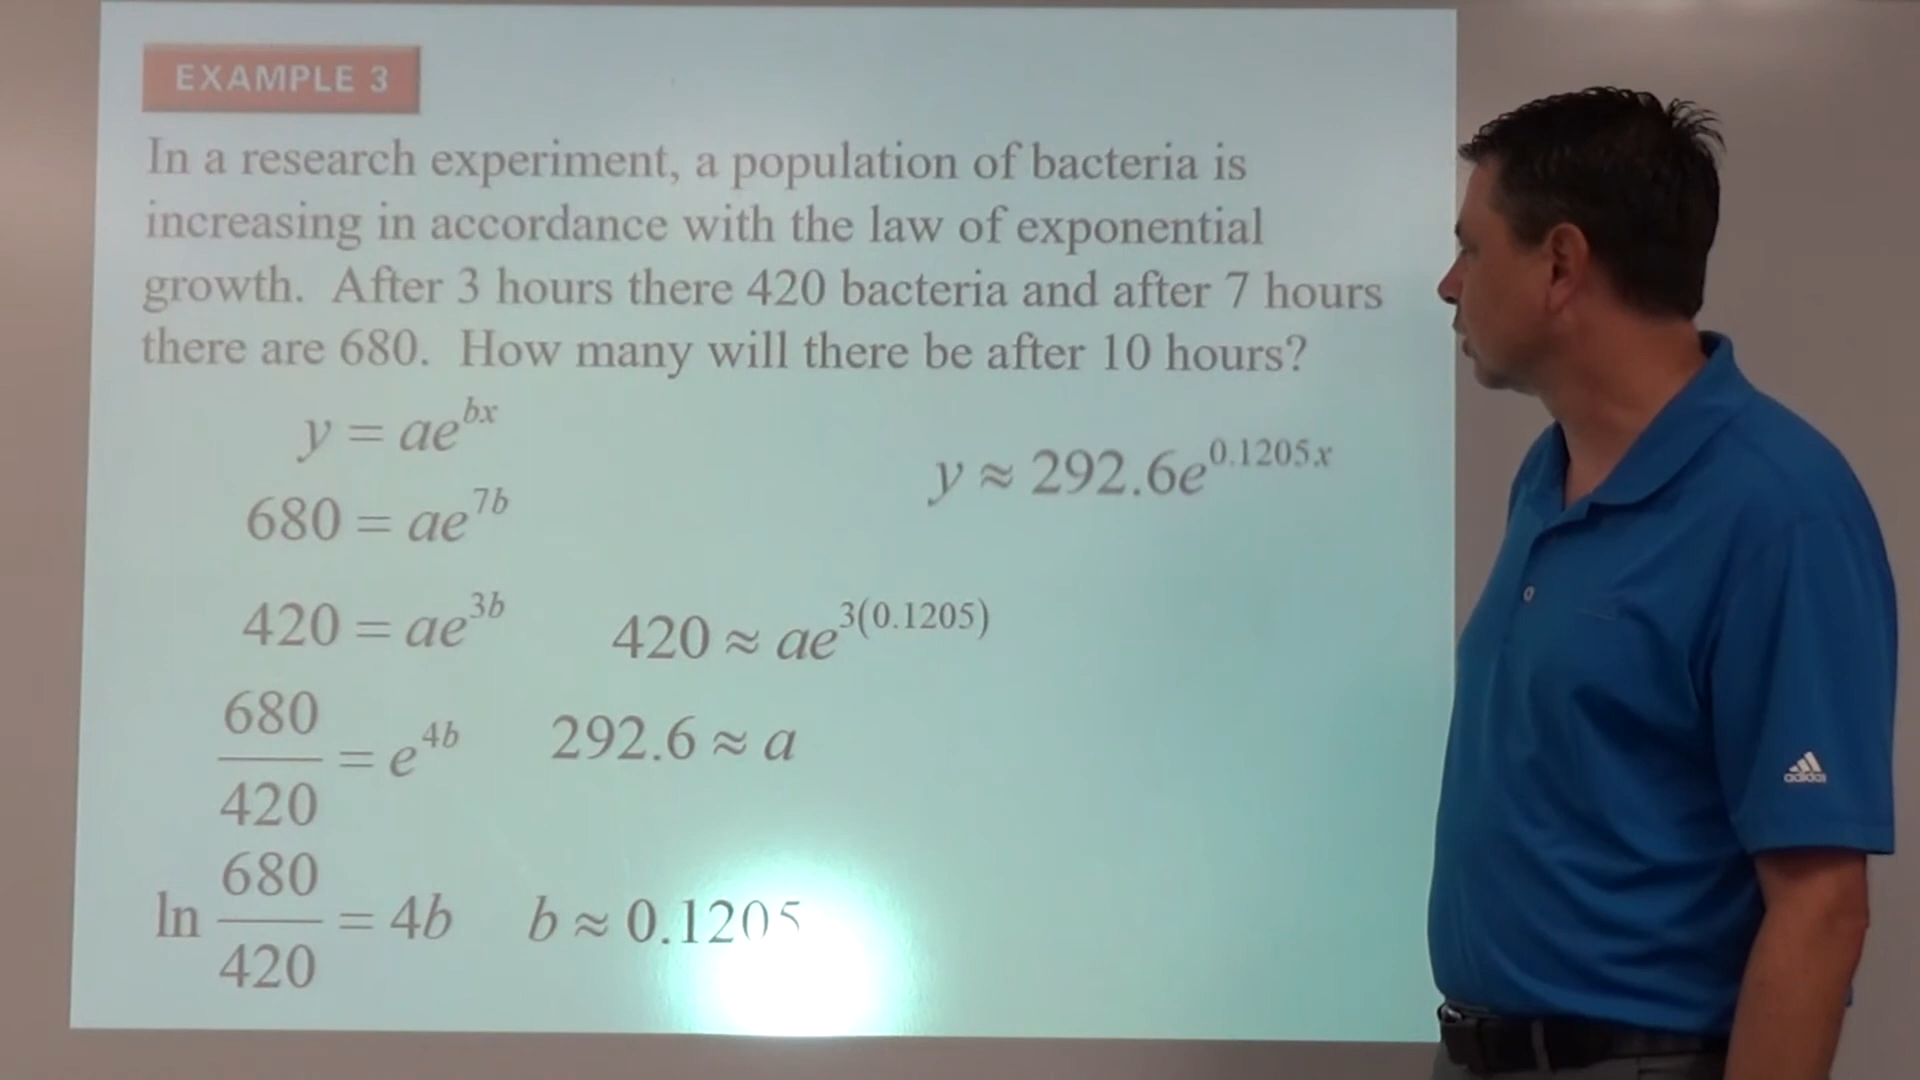 EXAMPLE 3
In a research experiment, a population of bacteria is
increasing in accordance with the law of exponential
growth. After 3 hours there 420 bacteria and after 7 hours
there are 680. How many will there be after 10 hours?
y = ae^{bx}
y ≈ 292.6e^{0.1205x}
680 = ae^{7b}
420 = ae^{3b}
420 ≈ ae^{3(0.1205)}
680/420 = e^{4b}
292.6 ≈ a
ln 680/420 = 4b
b ≈ 0.1205
adidas